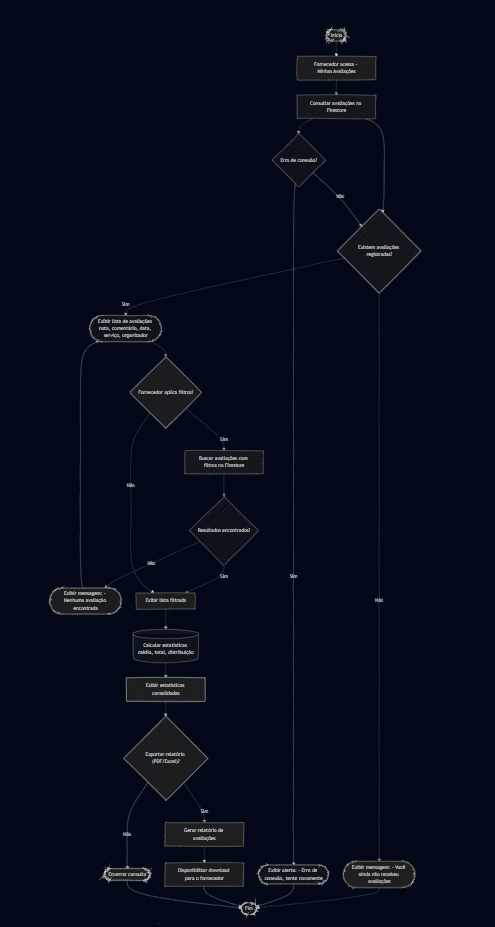 Início
Fornecedor acessa -
Minhas Avaliações
Consultar avaliações no
Firestore
Erro de conexão?
Não
Existem avaliações
registradas?
Sim
Exibir lista de avaliações
nota, comentário, data,
serviço, organizador
Fornecedor aplica filtros?
Sim
Buscar avaliações com
filtros no Firestore
Não
Resultados encontrados?
Não
Sim
Sim
Exibir mensagem: -
Nenhuma avaliação
encontrada
Exibir lista filtrada
Não
Calcular estatísticas
média, total, distribuição
Exibir estatísticas
consolidadas
Exportar relatório
(PDF/Excel)?
Sim
Não
Gerar relatório de
avaliações
Encerrar consulta
Disponibilizar download
para o fornecedor
Exibir alerta: - Erro de
conexão, tente novamente
Exibir mensagem: - Você
ainda não recebeu
avaliações
Fim